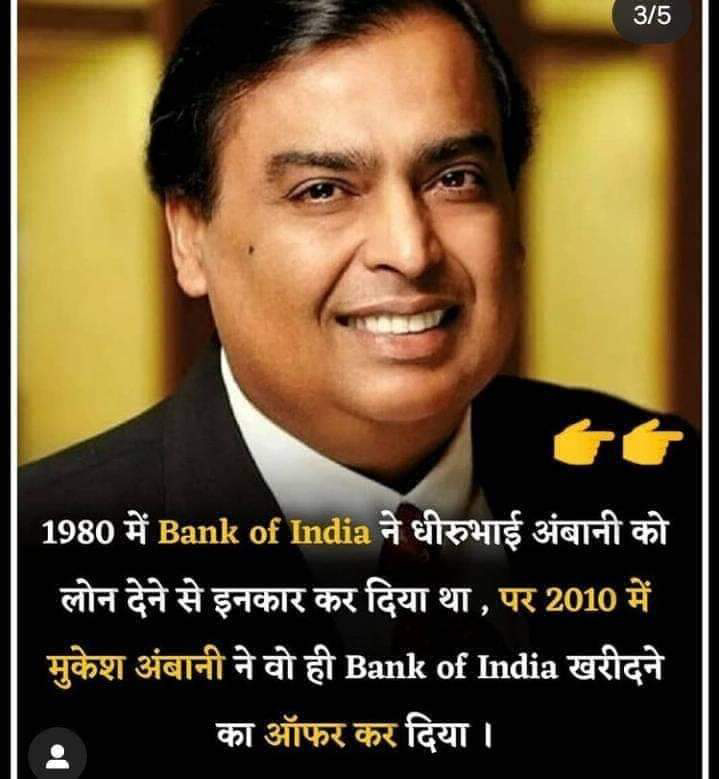 3/5
1980 में Bank of India ने धीरुभाई अंबानी को
लोन देने से इनकार कर दिया था , पर 2010 में
मुकेश अंबानी ने वो ही Bank of India खरीदने
का ऑफर कर दिया ।